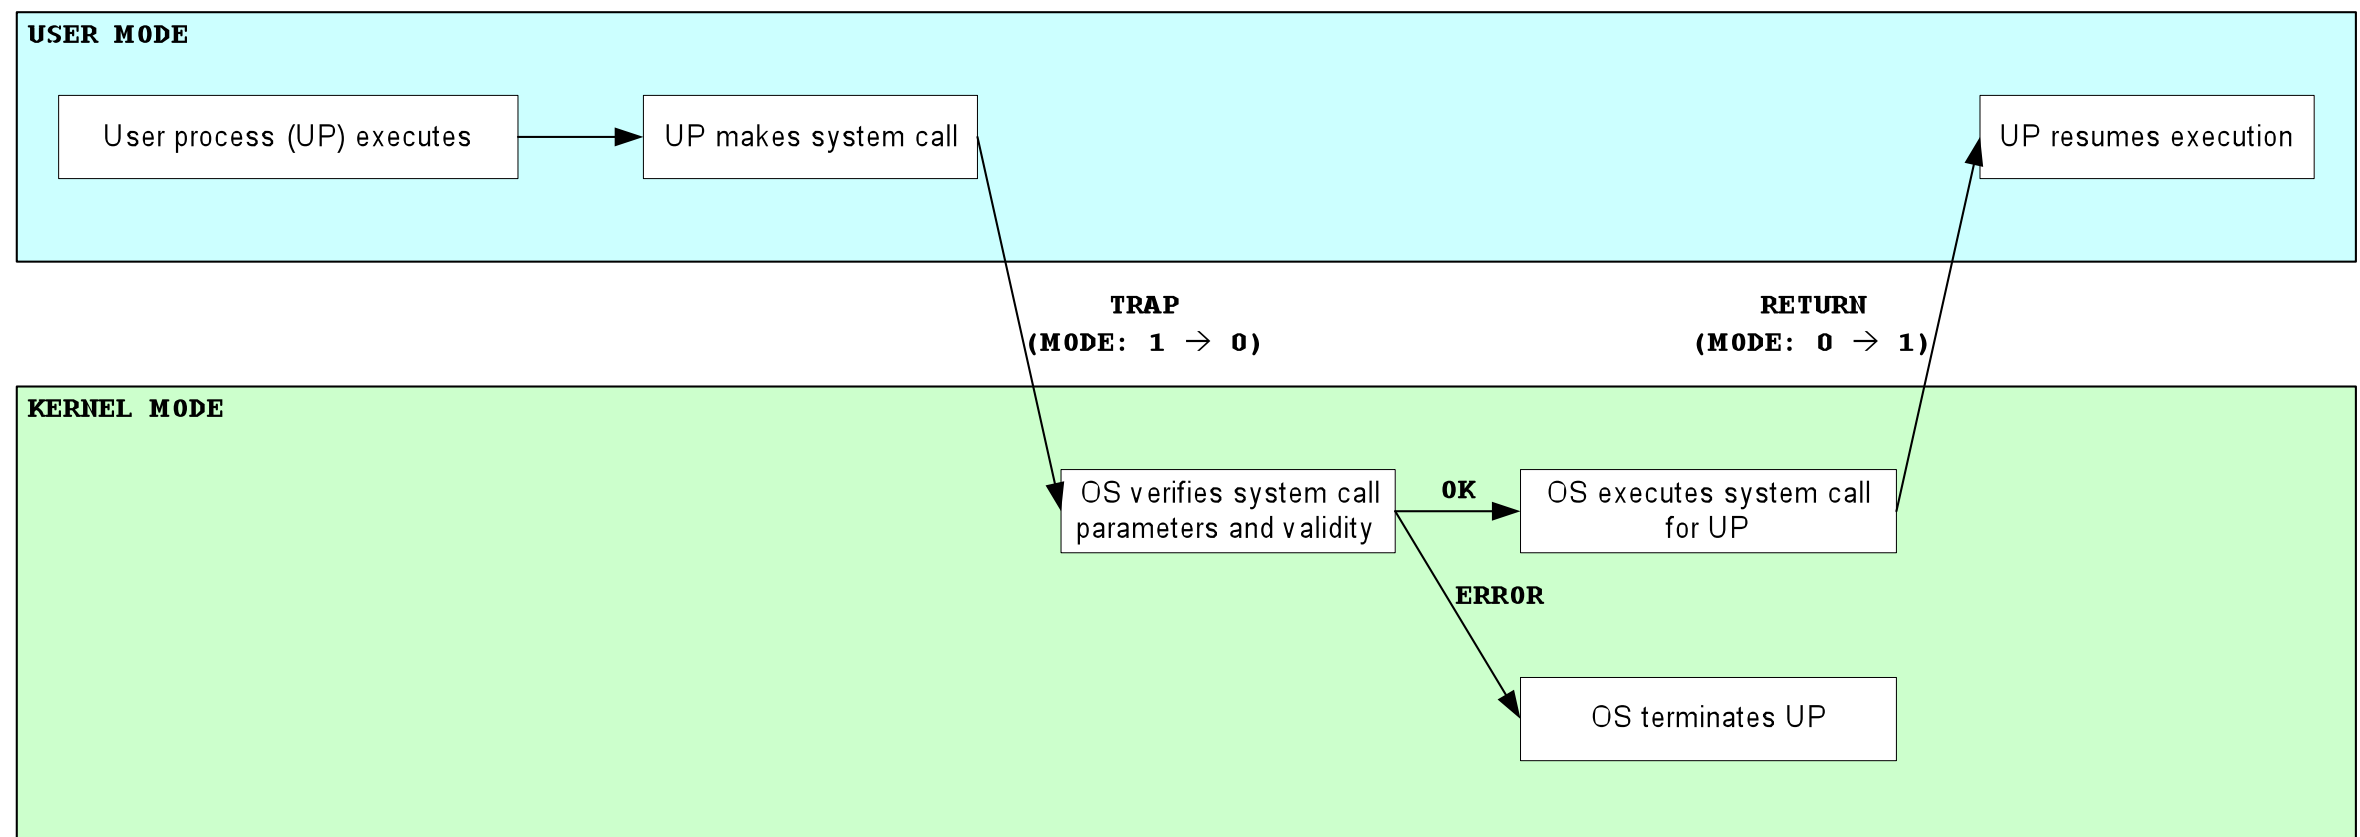 USER MODE
User process (UP) executes
UP makes system call
UP resumes execution
TRAP
(MODE: 1 → 0)
RETURN
(MODE: 0 → 1)
KERNEL MODE
OS verifies system call
parameters and validity
OK
OS executes system call
for UP
ERROR
OS terminates UP